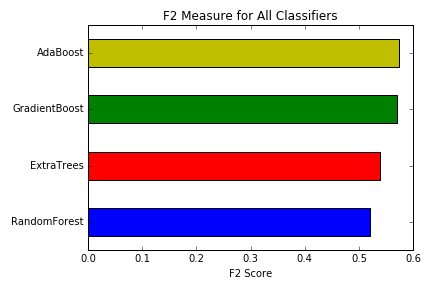 F2 Measure for All Classifiers
AdaBoost
GradientBoost
ExtraTrees
RandomForest
0.0 0.1 0.2 0.3 0.4 0.5 0.6
F2 Score